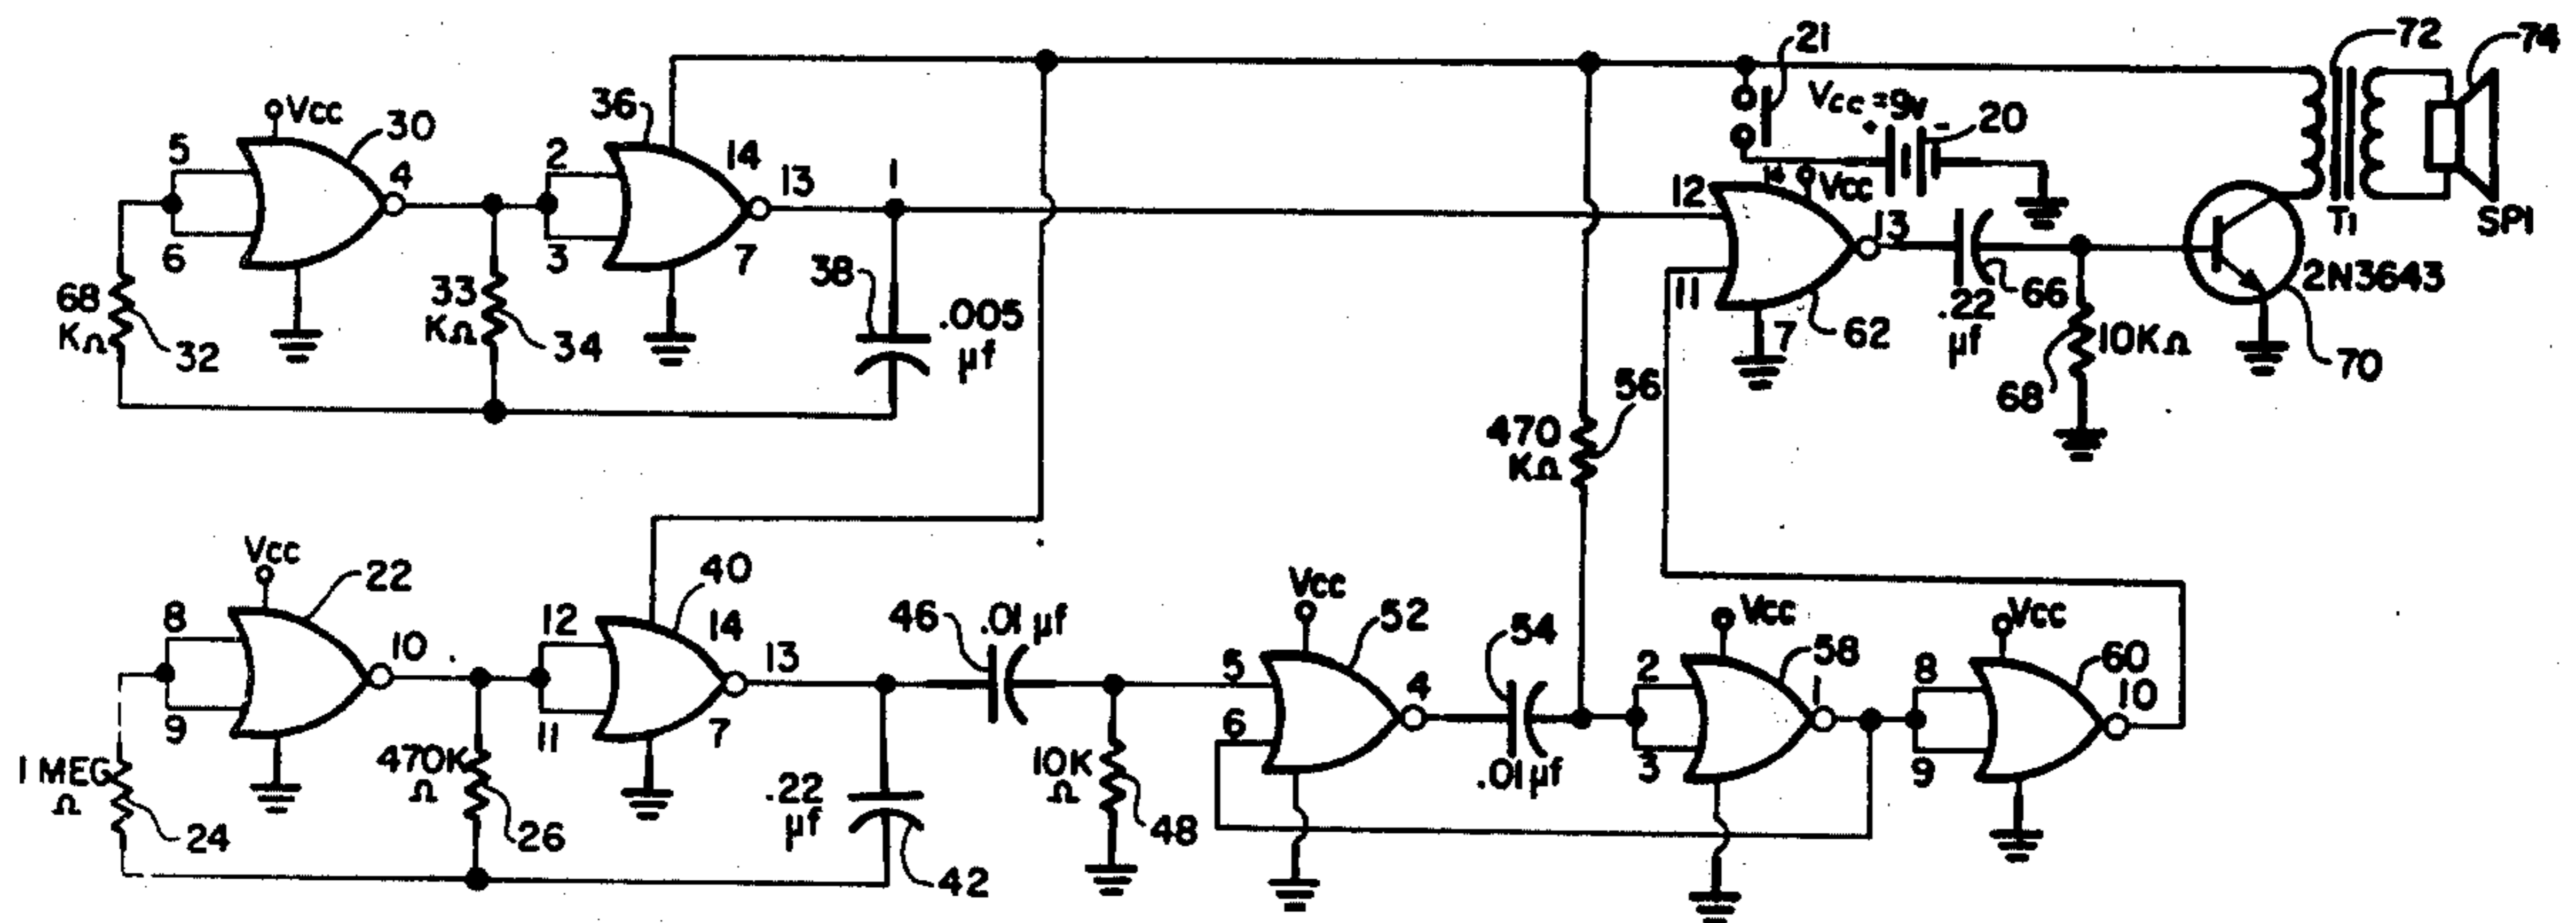 21
72
74
Vcc
30
36
Vcc =9v
+
-
20
5
4
2
14
13
1
12
14
Vcc
T1
SP1
6
3
7
38
.005
µf
13
2N3643
68
KΩ
32
33
KΩ
34
11
7
62
.22
µf
66
10KΩ
68
70
56
470
KΩ
Vcc
22
40
Vcc
52
54
Vcc
58
Vcc
60
8
10
12
14
13
46
.01 µf
5
4
2
1
8
10
9
11
7
6
.01 µf
3
9
1 MEG
Ω
24
470K
Ω
26
.22
µf
42
10K
Ω
48